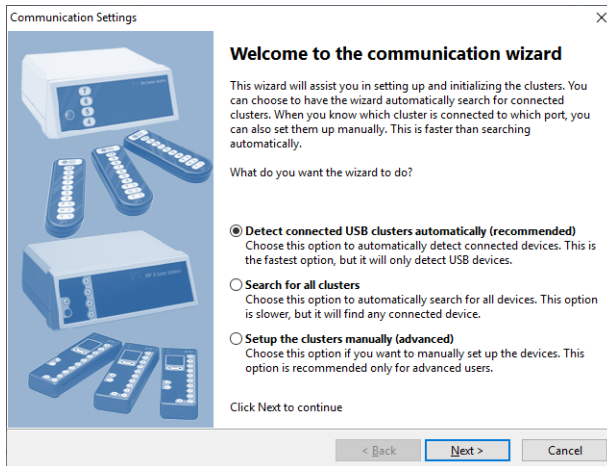 Communication Settings
Welcome to the communication wizard
This wizard will assist you in setting up and initializing the clusters. You
can choose to have the wizard automatically search for connected
clusters. When you know which cluster is connected to which port, you
can also set them up manually. This is faster than searching
automatically.
What do you want the wizard to do?
Detect connected USB clusters automatically (recommended)
Choose this option to automatically detect connected devices. This is
the fastest option, but it will only detect USB devices.
Search for all clusters
Choose this option to automatically search for all devices. This option
is slower, but it will find any connected device.
Setup the clusters manually (advanced)
Choose this option if you want to manually set up the devices. This
option is recommended only for advanced users.
Click Next to continue
< Back
Next >
Cancel